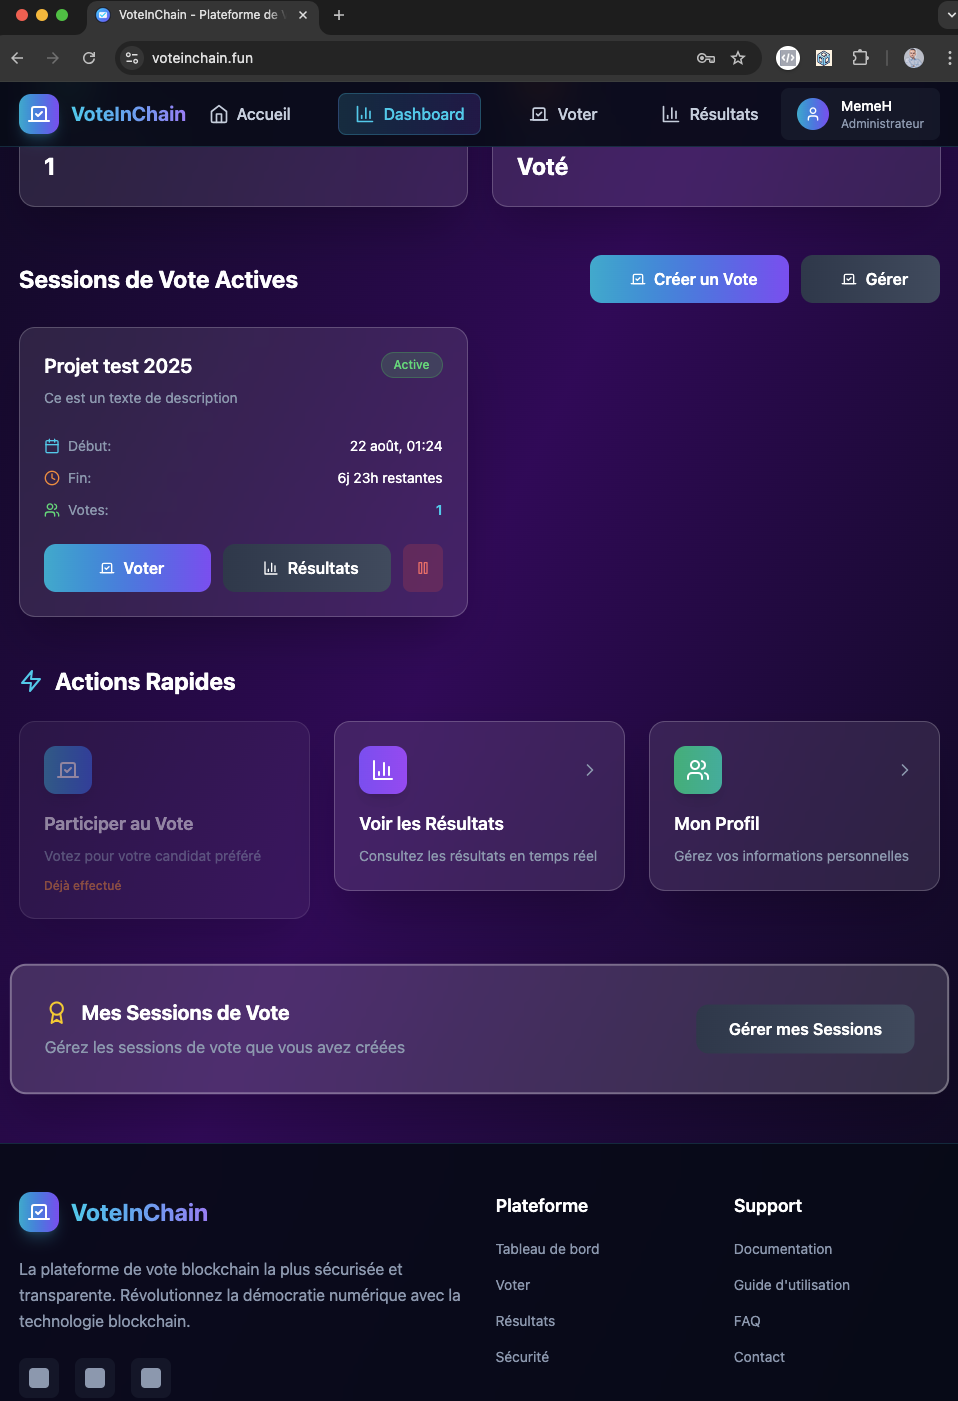 VoteInChain - Plateforme de
voteinchain.fun
VoteInChain
Accueil
Dashboard
Voter
Résultats
MemeH
Administrateur
1
Voté
Sessions de Vote Actives
Créer un Vote
Gérer
Projet test 2025
Active
Ce est un texte de description
Début:
22 août, 01:24
Fin:
6j 23h restantes
Votes:
1
Voter
Résultats
Actions Rapides
Participer au Vote
Votez pour votre candidat préféré
Déjà effectué
Voir les Résultats
Consultez les résultats en temps réel
Mon Profil
Gérez vos informations personnelles
Mes Sessions de Vote
Gérez les sessions de vote que vous avez créées
Gérer mes Sessions
VoteInChain
La plateforme de vote blockchain la plus sécurisée et
transparente. Révolutionnez la démocratie numérique avec la
technologie blockchain.
Plateforme
Tableau de bord
Voter
Résultats
Sécurité
Support
Documentation
Guide d'utilisation
FAQ
Contact